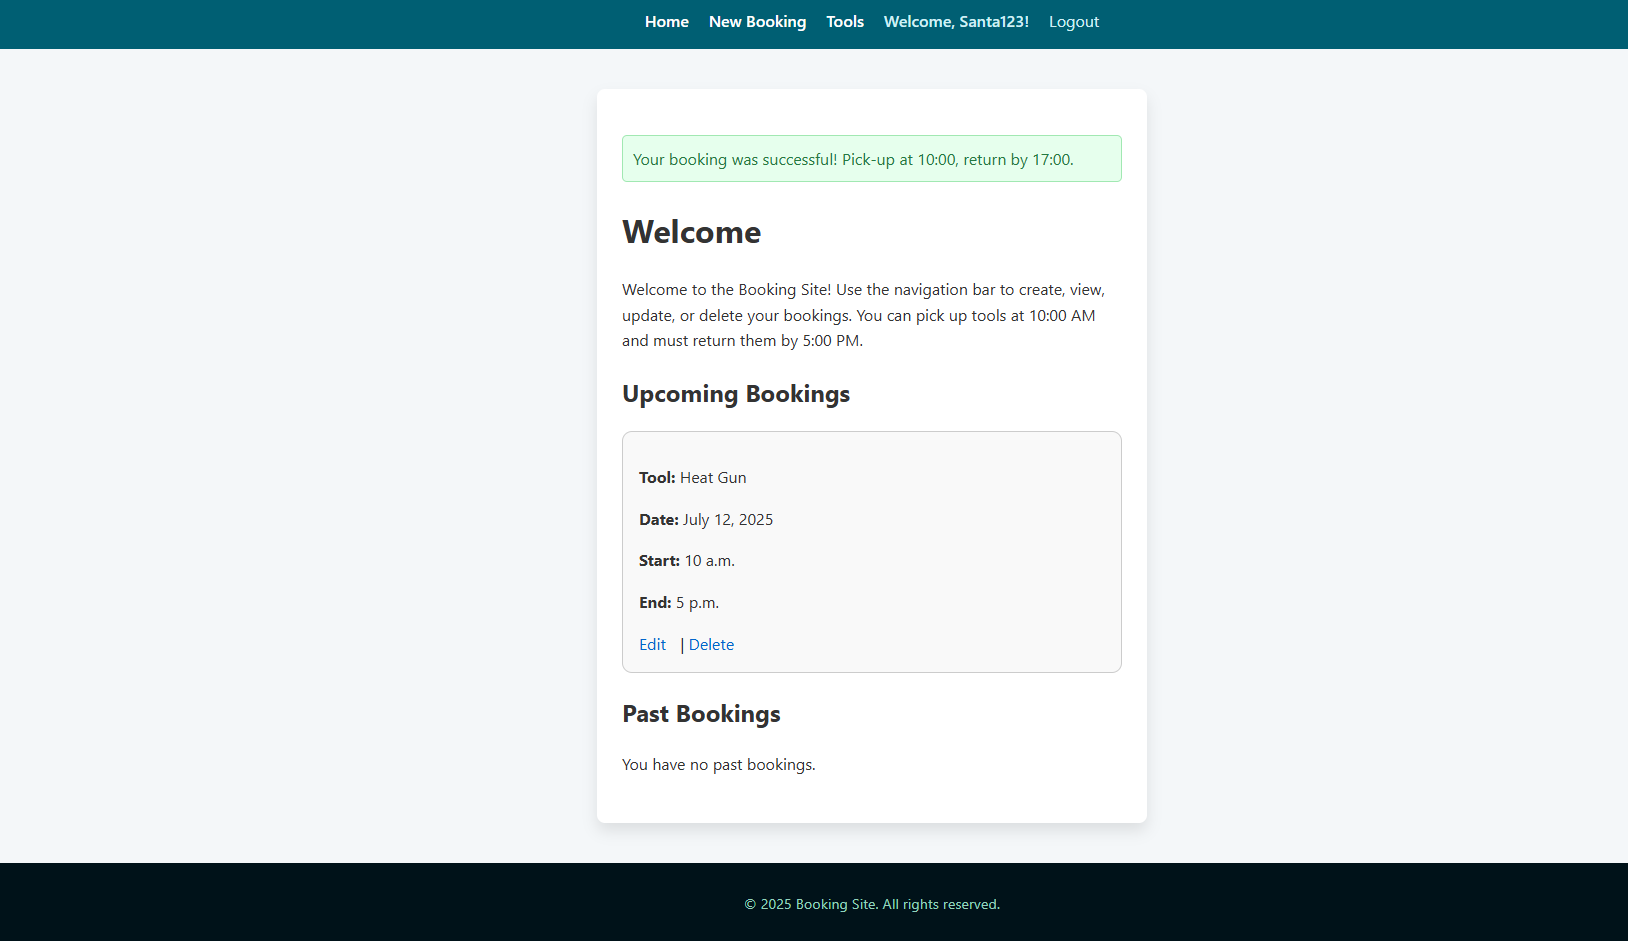 Home New Booking Tools Welcome, Santa123! Logout
Your booking was successful! Pick-up at 10:00, return by 17:00.
Welcome
Welcome to the Booking Site! Use the navigation bar to create, view,
update, or delete your bookings. You can pick up tools at 10:00 AM
and must return them by 5:00 PM.
Upcoming Bookings
Tool: Heat Gun
Date: July 12, 2025
Start: 10 a.m.
End: 5 p.m.
Edit | Delete
Past Bookings
You have no past bookings.
© 2025 Booking Site. All rights reserved.